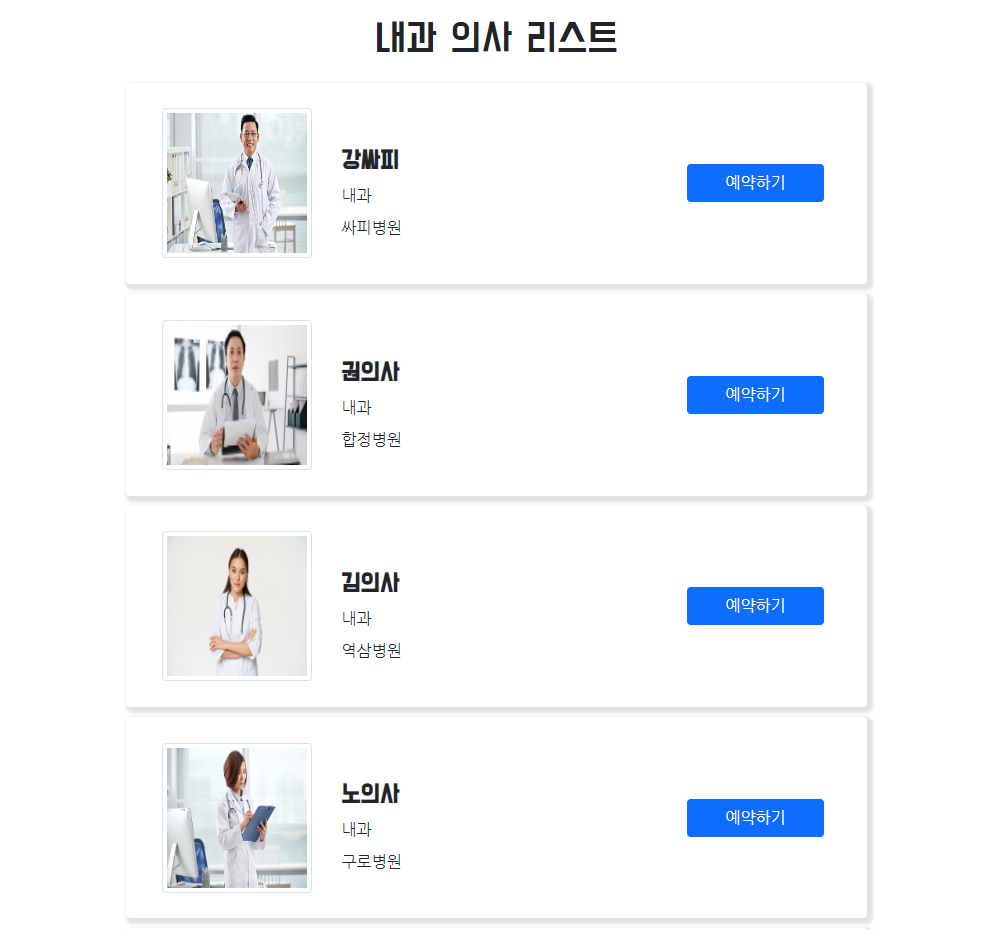 내과 의사 리스트
강싸피
내과
싸피병원
예약하기
권의사
내과
합정병원
예약하기
김의사
내과
역삼병원
예약하기
노의사
내과
구로병원
예약하기